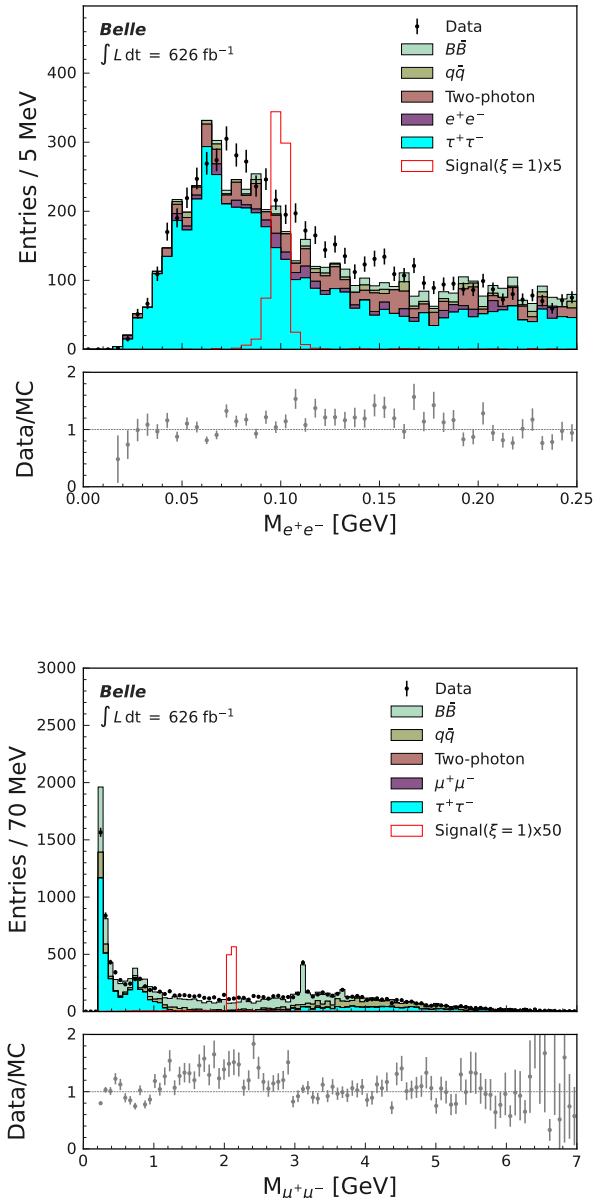 Belle
∫ L dt = 626 fb⁻¹
Data
BB̄
qq̄
Two-photon
e⁺e⁻
τ⁺τ⁻
Signal(ξ = 1)x5
Entries / 5 MeV
400
300
200
100
0
Data/MC
2
1
0
0.00 0.05 0.10 0.15 0.20 0.25
M_{e⁺e⁻} [GeV]
Belle
∫ L dt = 626 fb⁻¹
Data
BB̄
qq̄
Two-photon
μ⁺μ⁻
τ⁺τ⁻
Signal(ξ = 1)x50
Entries / 70 MeV
3000
2500
2000
1500
1000
500
0
Data/MC
2
1
0
0 1 2 3 4 5 6 7
M_{μ⁺μ⁻} [GeV]